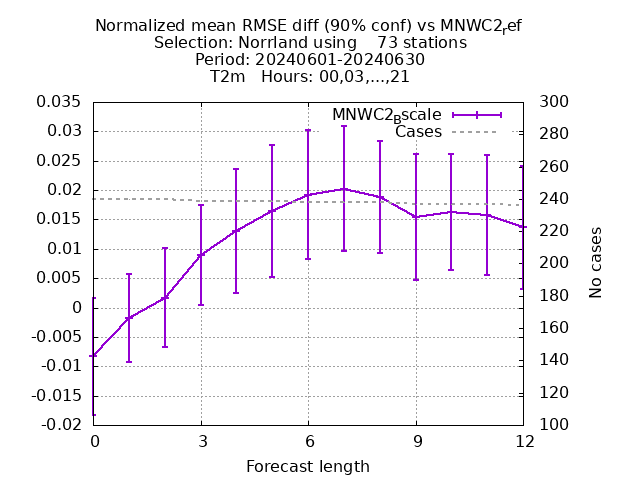 Normalized mean RMSE diff (90% conf) vs MNWC2ref
Selection: Norrland using 73 stations
Period: 20240601-20240630
T2m Hours: 00,03,...,21
MNWC2Bscale
Cases
0.035
0.03
0.025
0.02
0.015
0.01
0.005
0
-0.005
-0.01
-0.015
-0.02
300
280
260
240
220
200
180
160
140
120
100
No cases
0 3 6 9 12
Forecast length